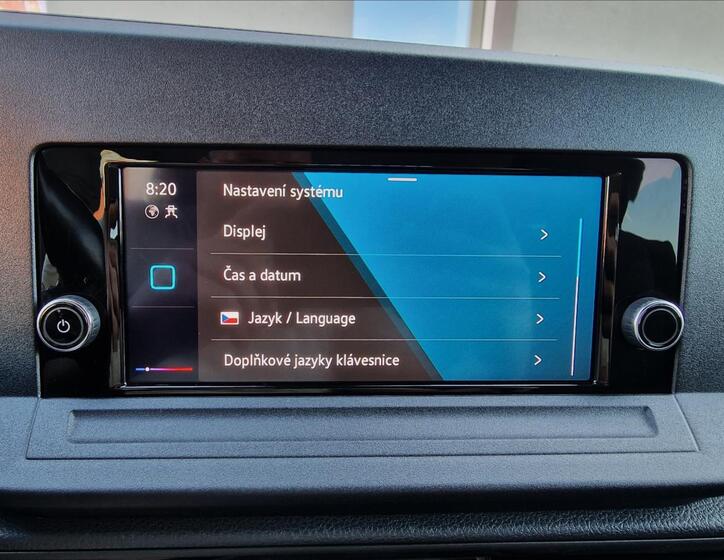 8:20
Nastavení systému
Displej
Čas a datum
Jazyk / Language
Doplňkové jazyky klávesnice